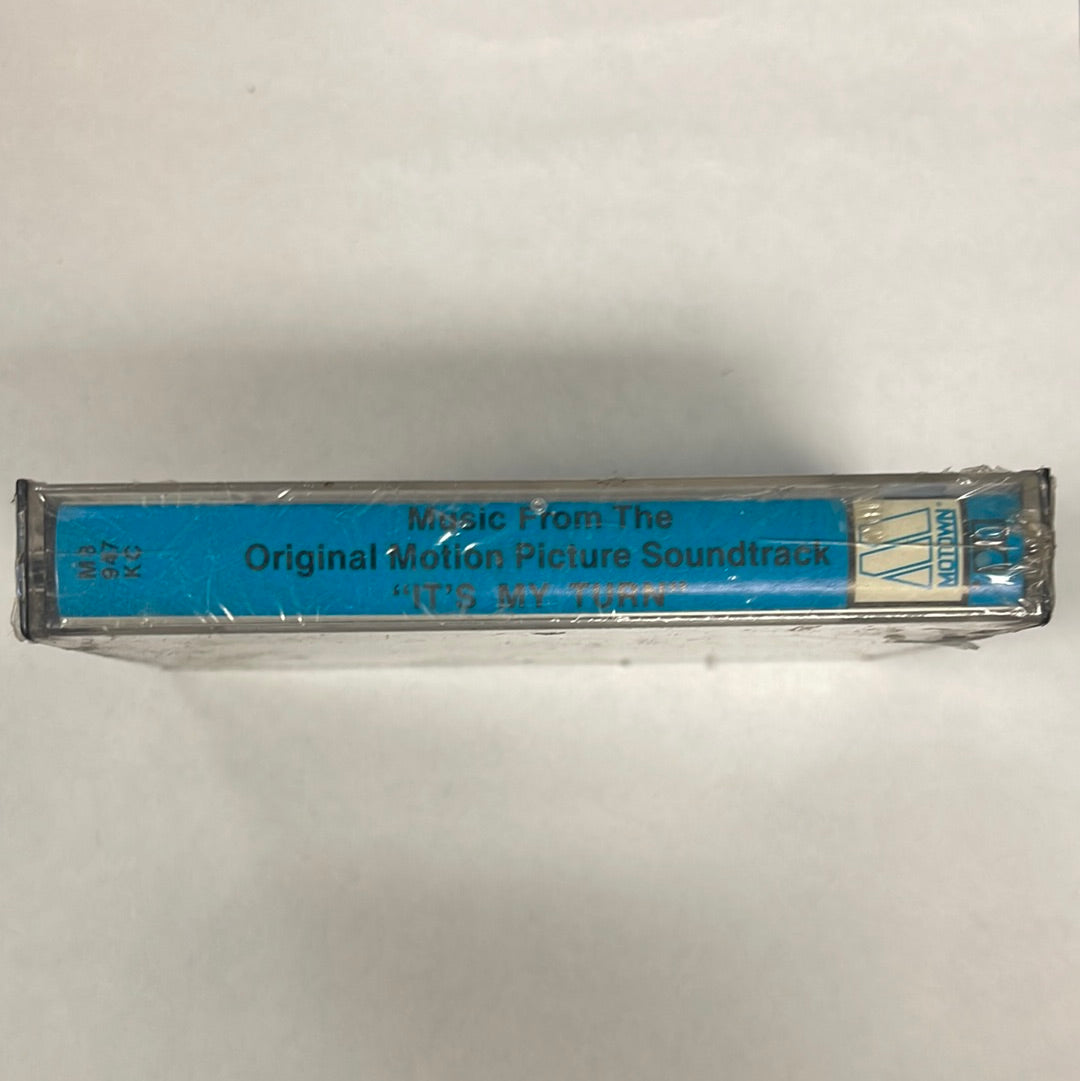 M8
947
KC
Music From The
Original Motion Picture Soundtrack
"IT'S MY TURN"
MOTOWN